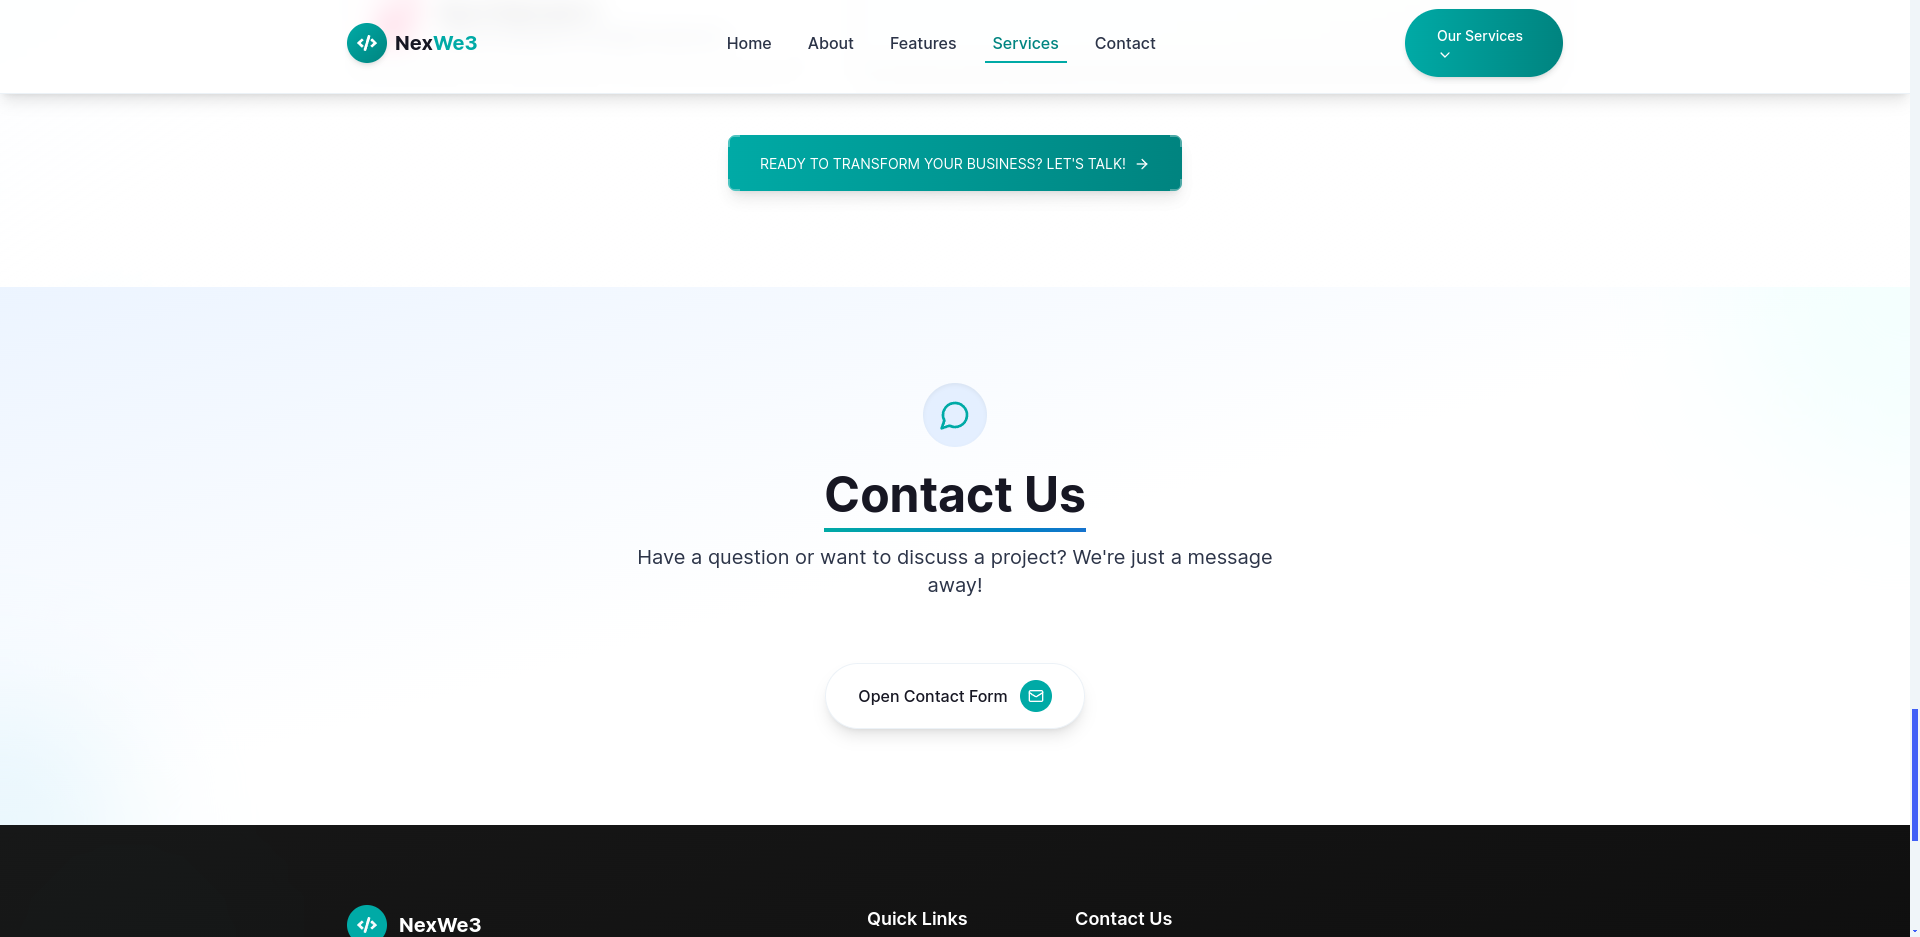 NexWe3
Home
About
Features
Services
Contact
Our Services
READY TO TRANSFORM YOUR BUSINESS? LET'S TALK!
Contact Us
Have a question or want to discuss a project? We're just a message
away!
Open Contact Form
NexWe3
Quick Links
Contact Us